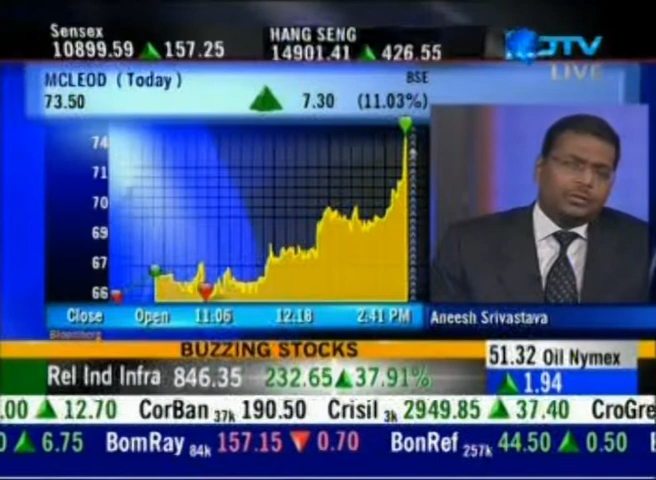 Sensex
10899.59 ▲ 157.25
HANG SENG
14901.41 ▲ 426.55
JTV
LIVE
MCLEOD ( Today )
BSE
73.50 ▲ 7.30 (11.03%)
74
71
70
69
67
66
Close Open 11:06 12:18 2:41 PM
Bloomberg
Aneesh Srivastava
BUZZING STOCKS
Rel Ind Infra 846.35 232.65▲37.91%
51.32 Oil Nymex
▲ 1.94
.00 ▲ 12.70 CorBan 37k 190.50 Crisil 3k 2949.85 ▲ 37.40 CroGre
0 ▲ 6.75 BomRay 84k 157.15 ▼ 0.70 BonRef 257k 44.50 ▲ 0.50